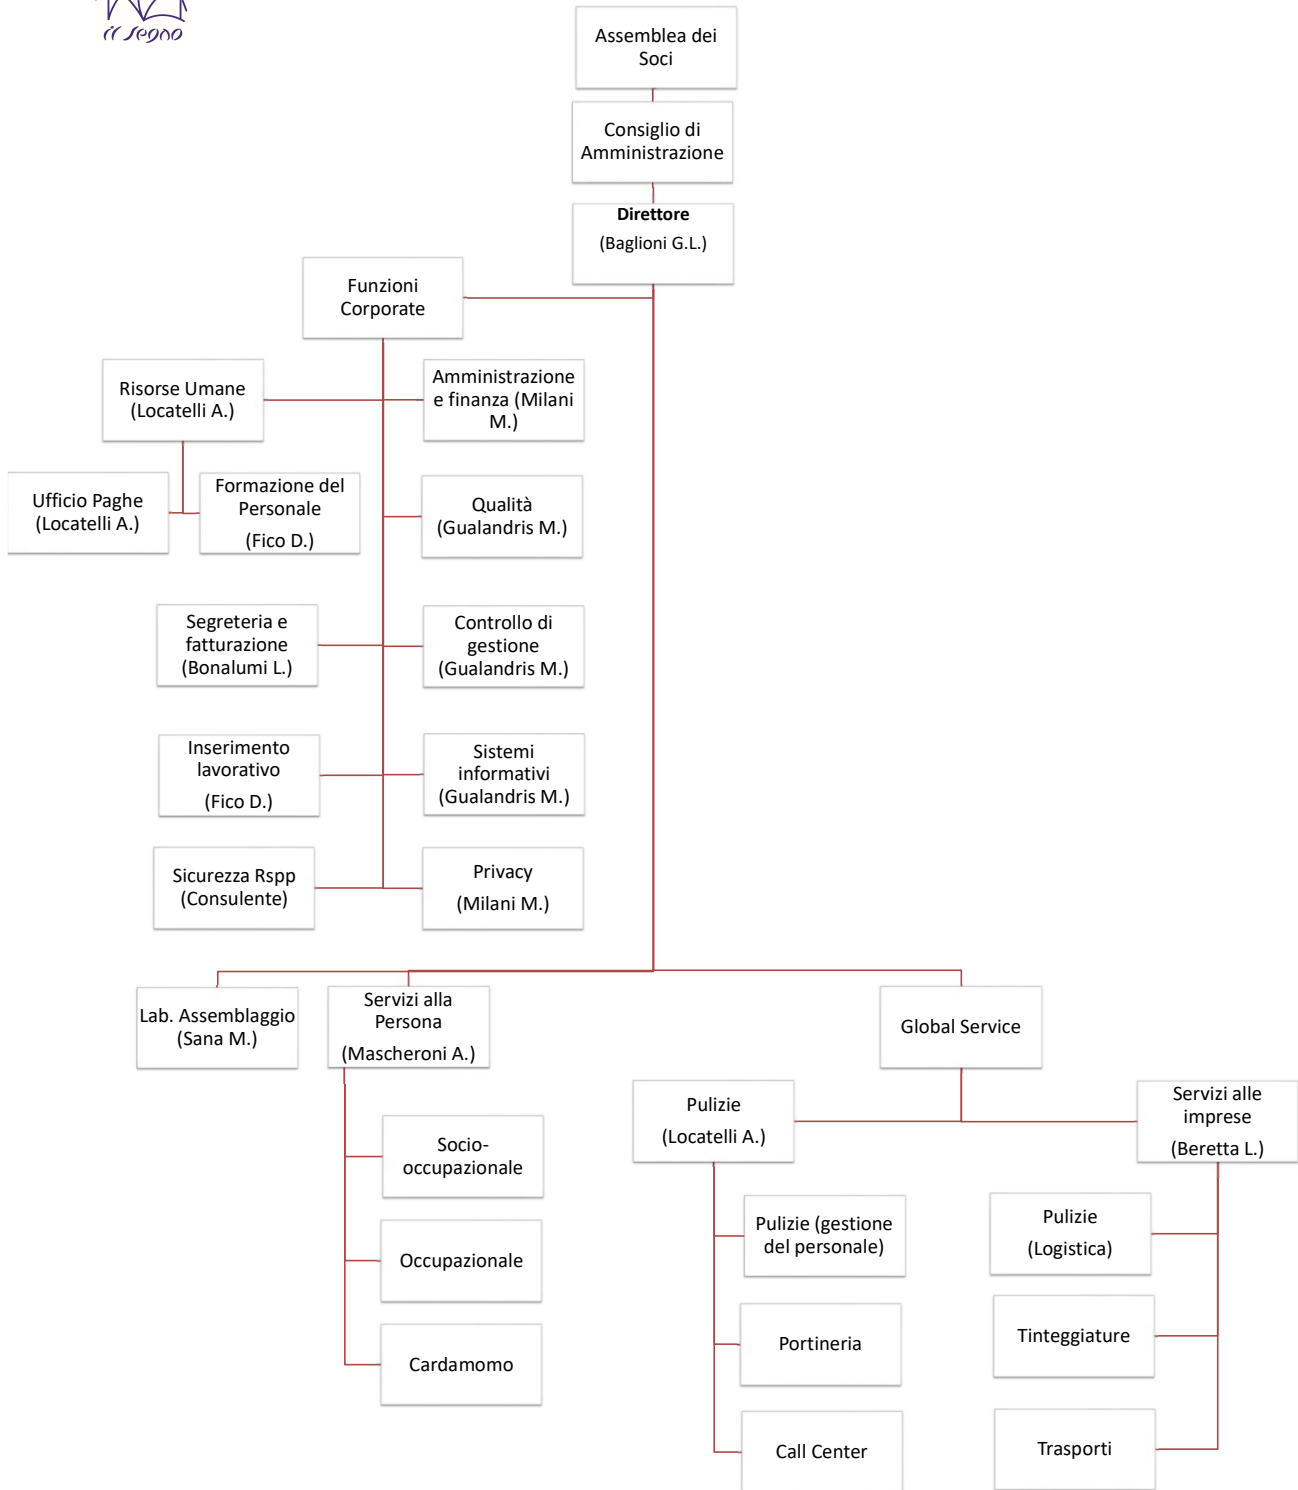 il segno
Assemblea dei
Soci
Consiglio di
Amministrazione
Direttore
(Baglioni G.L.)
Funzioni
Corporate
Risorse Umane
(Locatelli A.)
Amministrazione
e finanza (Milani
M.)
Ufficio Paghe
(Locatelli A.)
Formazione del
Personale
(Fico D.)
Qualità
(Gualandris M.)
Segreteria e
fatturazione
(Bonalumi L.)
Controllo di
gestione
(Gualandris M.)
Inserimento
lavorativo
(Fico D.)
Sistemi
informativi
(Gualandris M.)
Sicurezza Rspp
(Consulente)
Privacy
(Milani M.)
Lab. Assemblaggio
(Sana M.)
Servizi alla
Persona
(Mascheroni A.)
Global Service
Pulizie
(Locatelli A.)
Servizi alle
imprese
(Beretta L.)
Socio-
occupazionale
Occupazionale
Cardamomo
Pulizie (gestione
del personale)
Portineria
Call Center
Pulizie
(Logistica)
Tinteggiature
Trasporti